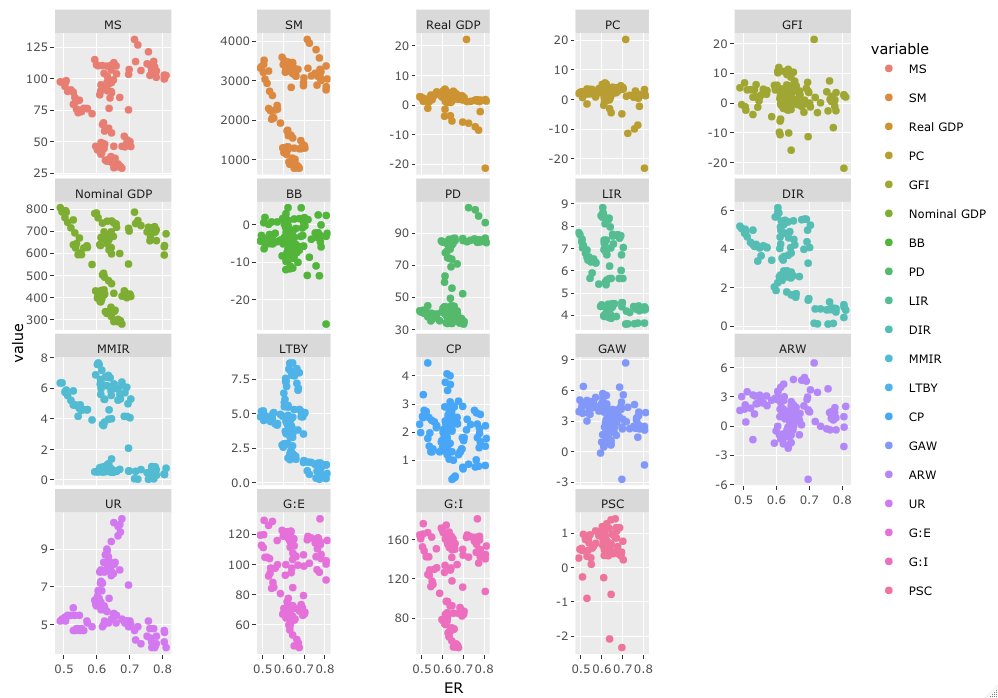 MS SM Real GDP PC GFI
125
100
75
50
25
4000
3000
2000
1000
20
10
0
-10
-20
20
10
0
-10
-20
20
10
0
-10
-20
Nominal GDP BB PD LIR DIR
800
700
600
500
400
300
0
-10
-20
90
70
50
30
9
8
7
6
5
4
6
4
2
0
MMIR LTBY CP GAW ARW
8
6
4
2
0
7.5
5.0
2.5
0.0
4
3
2
1
9
6
3
0
-3
6
3
0
-3
-6
0.5 0.6 0.7 0.8
UR G:E G:I PSC
9
7
5
120
100
80
60
160
120
80
1
0
-1
-2
0.5 0.6 0.7 0.8
0.5 0.6 0.7 0.8
0.5 0.6 0.7 0.8
0.5 0.6 0.7 0.8
ER
value
variable
MS
SM
Real GDP
PC
GFI
Nominal GDP
BB
PD
LIR
DIR
MMIR
LTBY
CP
GAW
ARW
UR
G:E
G:I
PSC